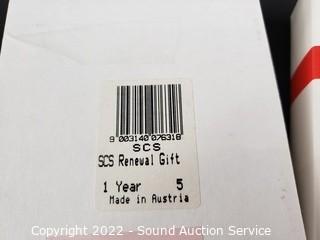 9 003140 076318
SCS
SCS Renewal Gift
1 Year 5
Made in Austria
Copyright © 2022 - Sound Auction Service